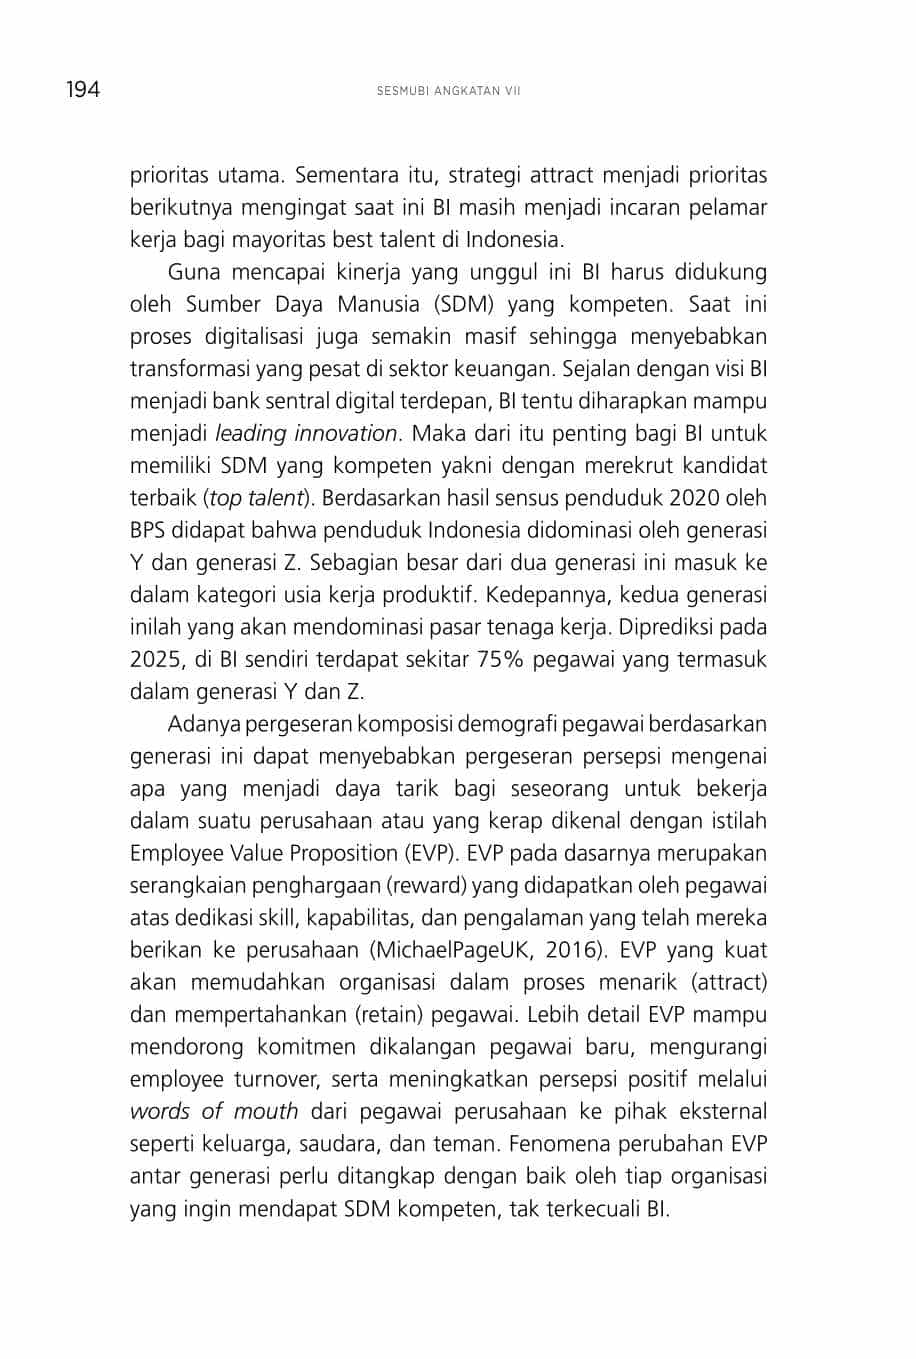 194
SESMUBI ANGKATAN VII
prioritas utama. Sementara itu, strategi attract menjadi prioritas
berikutnya mengingat saat ini BI masih menjadi incaran pelamar
kerja bagi mayoritas best talent di Indonesia.
Guna mencapai kinerja yang unggul ini BI harus didukung
oleh Sumber Daya Manusia (SDM) yang kompeten. Saat ini
proses digitalisasi juga semakin masif sehingga menyebabkan
transformasi yang pesat di sektor keuangan. Sejalan dengan visi BI
menjadi bank sentral digital terdepan, BI tentu diharapkan mampu
menjadi leading innovation. Maka dari itu penting bagi BI untuk
memiliki SDM yang kompeten yakni dengan merekrut kandidat
terbaik (top talent). Berdasarkan hasil sensus penduduk 2020 oleh
BPS didapat bahwa penduduk Indonesia didominasi oleh generasi
Y dan generasi Z. Sebagian besar dari dua generasi ini masuk ke
dalam kategori usia kerja produktif. Kedepannya, kedua generasi
inilah yang akan mendominasi pasar tenaga kerja. Diprediksi pada
2025, di BI sendiri terdapat sekitar 75% pegawai yang termasuk
dalam generasi Y dan Z.
Adanya pergeseran komposisi demografi pegawai berdasarkan
generasi ini dapat menyebabkan pergeseran persepsi mengenai
apa yang menjadi daya tarik bagi seseorang untuk bekerja
dalam suatu perusahaan atau yang kerap dikenal dengan istilah
Employee Value Proposition (EVP). EVP pada dasarnya merupakan
serangkaian penghargaan (reward) yang didapatkan oleh pegawai
atas dedikasi skill, kapabilitas, dan pengalaman yang telah mereka
berikan ke perusahaan (MichaelPageUK, 2016). EVP yang kuat
akan memudahkan organisasi dalam proses menarik (attract)
dan mempertahankan (retain) pegawai. Lebih detail EVP mampu
mendorong komitmen dikalangan pegawai baru, mengurangi
employee turnover, serta meningkatkan persepsi positif melalui
words of mouth dari pegawai perusahaan ke pihak eksternal
seperti keluarga, saudara, dan teman. Fenomena perubahan EVP
antar generasi perlu ditangkap dengan baik oleh tiap organisasi
yang ingin mendapat SDM kompeten, tak terkecuali BI.